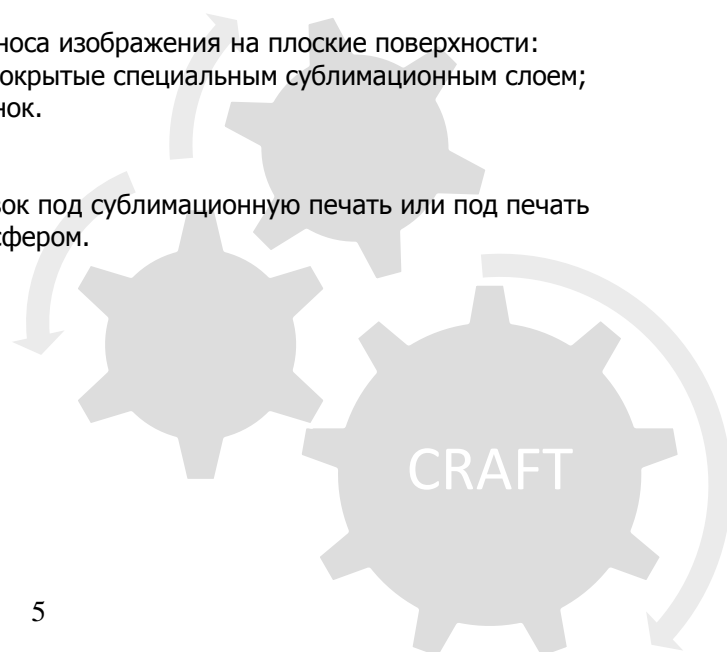 носа изображения на плоские поверхности:
окрытые специальным сублимационным слоем;
нок.
вок под сублимационную печать или под печать
сфером.
CRAFT
5